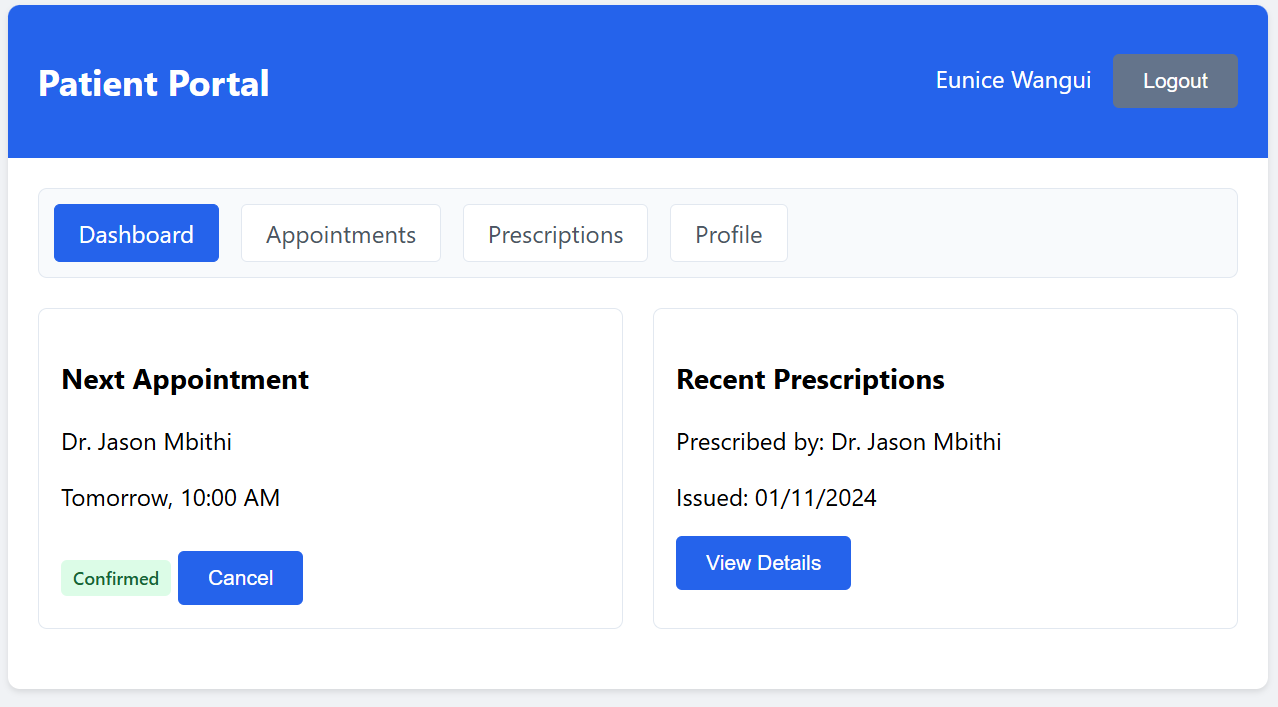 Patient Portal
Eunice Wangui
Logout
Dashboard
Appointments
Prescriptions
Profile
Next Appointment
Dr. Jason Mbithi
Tomorrow, 10:00 AM
Confirmed
Cancel
Recent Prescriptions
Prescribed by: Dr. Jason Mbithi
Issued: 01/11/2024
View Details